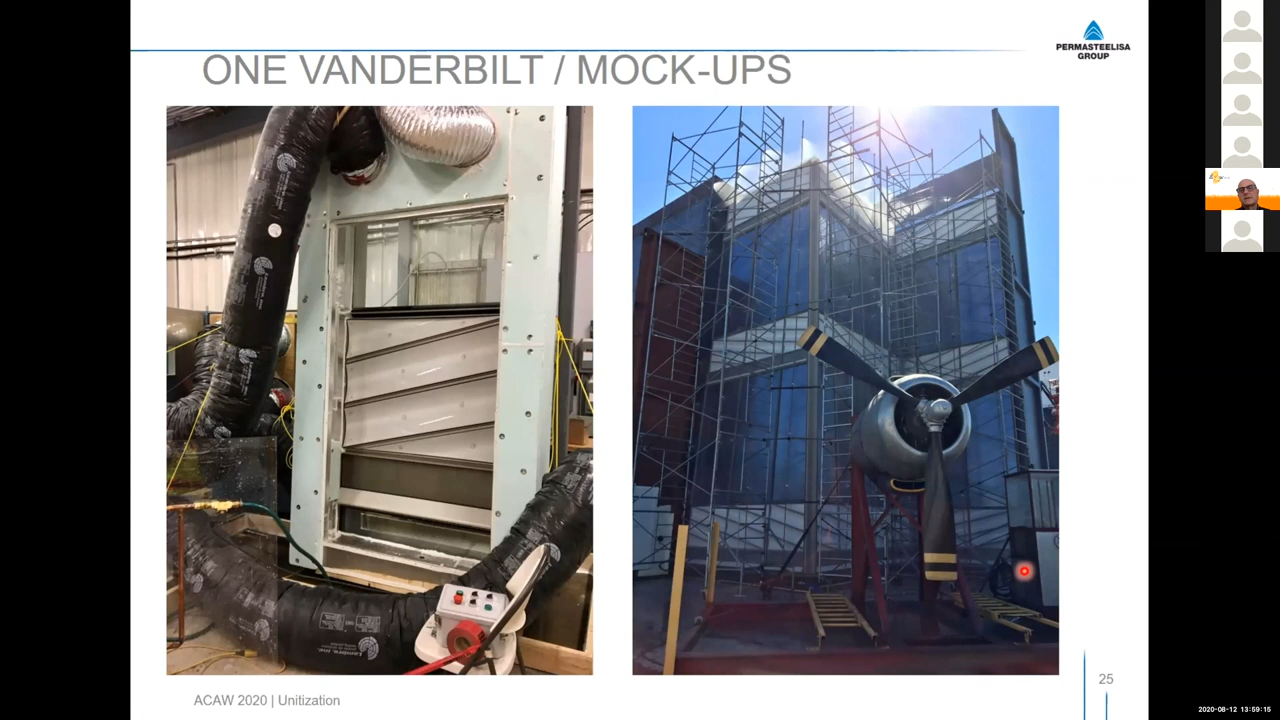 PERMASTEELISA
GROUP
ONE VANDERBILT / MOCK-UPS
ACAW 2020 | Unitization
25
2020-08-12 13:59:15